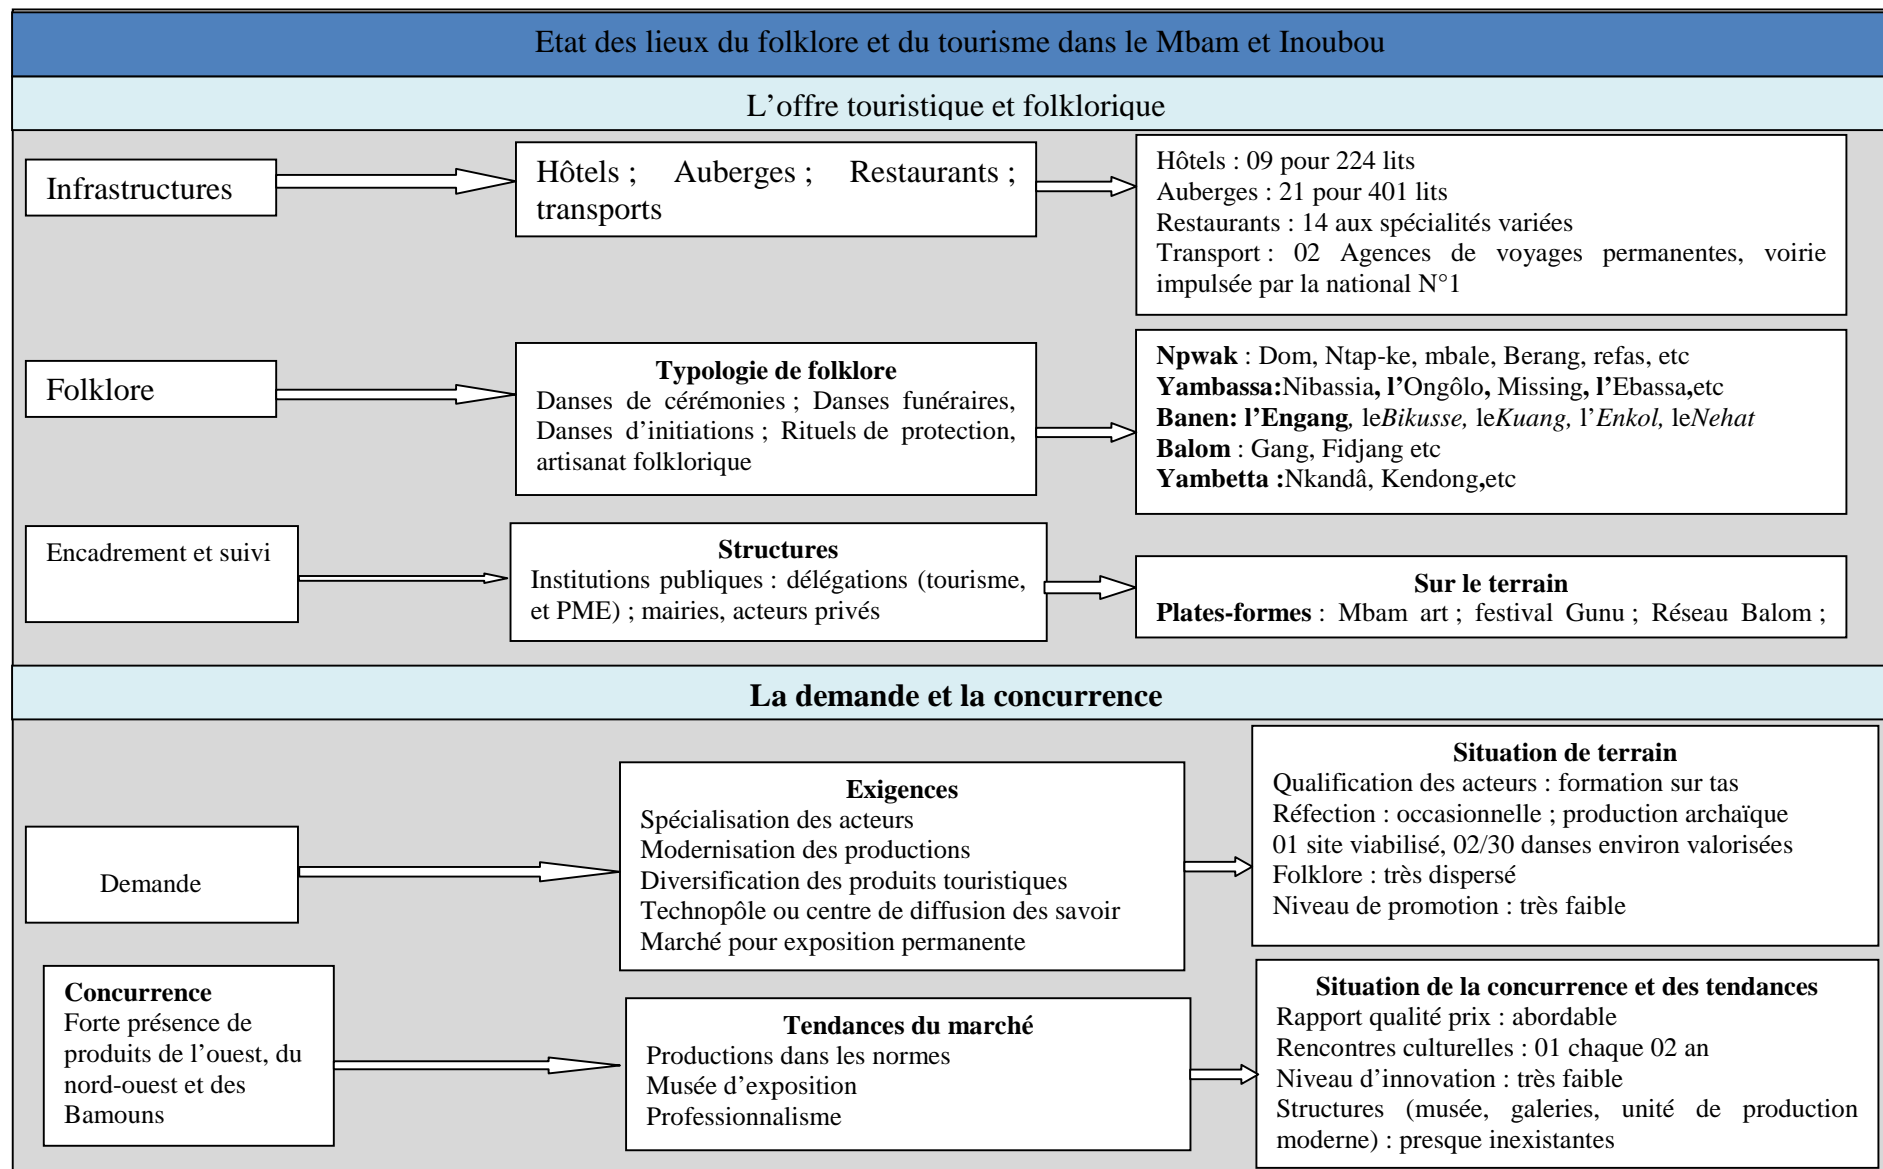 Etat des lieux du folklore et du tourisme dans le Mbam et Inoubou
L’offre touristique et folklorique
Infrastructures
Hôtels ; Auberges ; Restaurants ;
transports
Hôtels : 09 pour 224 lits
Auberges : 21 pour 401 lits
Restaurants : 14 aux spécialités variées
Transport : 02 Agences de voyages permanentes, voirie
impulsée par la national N°1
Folklore
Typologie de folklore
Danses de cérémonies ; Danses funéraires,
Danses d’initiations ; Rituels de protection,
artisanat folklorique
Npwak : Dom, Ntap-ke, mbale, Berang, refas, etc
Yambassa:Nibassia, l’Ongôlo, Missing, l’Ebassa,etc
Banen: l’Engang, leBikusse, leKuang, l’Enkol, leNehat
Balom : Gang, Fidjang etc
Yambetta :Nkandâ, Kendong,etc
Encadrement et suivi
Structures
Institutions publiques : délégations (tourisme,
et PME) ; mairies, acteurs privés
Sur le terrain
Plates-formes : Mbam art ; festival Gunu ; Réseau Balom ;
La demande et la concurrence
Demande
Exigences
Spécialisation des acteurs
Modernisation des productions
Diversification des produits touristiques
Technopôle ou centre de diffusion des savoir
Marché pour exposition permanente
Situation de terrain
Qualification des acteurs : formation sur tas
Réfection : occasionnelle ; production archaïque
01 site viabilisé, 02/30 danses environ valorisées
Folklore : très dispersé
Niveau de promotion : très faible
Concurrence
Forte présence de
produits de l’ouest, du
nord-ouest et des
Bamouns
Tendances du marché
Productions dans les normes
Musée d’exposition
Professionnalisme
Situation de la concurrence et des tendances
Rapport qualité prix : abordable
Rencontres culturelles : 01 chaque 02 an
Niveau d’innovation : très faible
Structures (musée, galeries, unité de production
moderne) : presque inexistantes